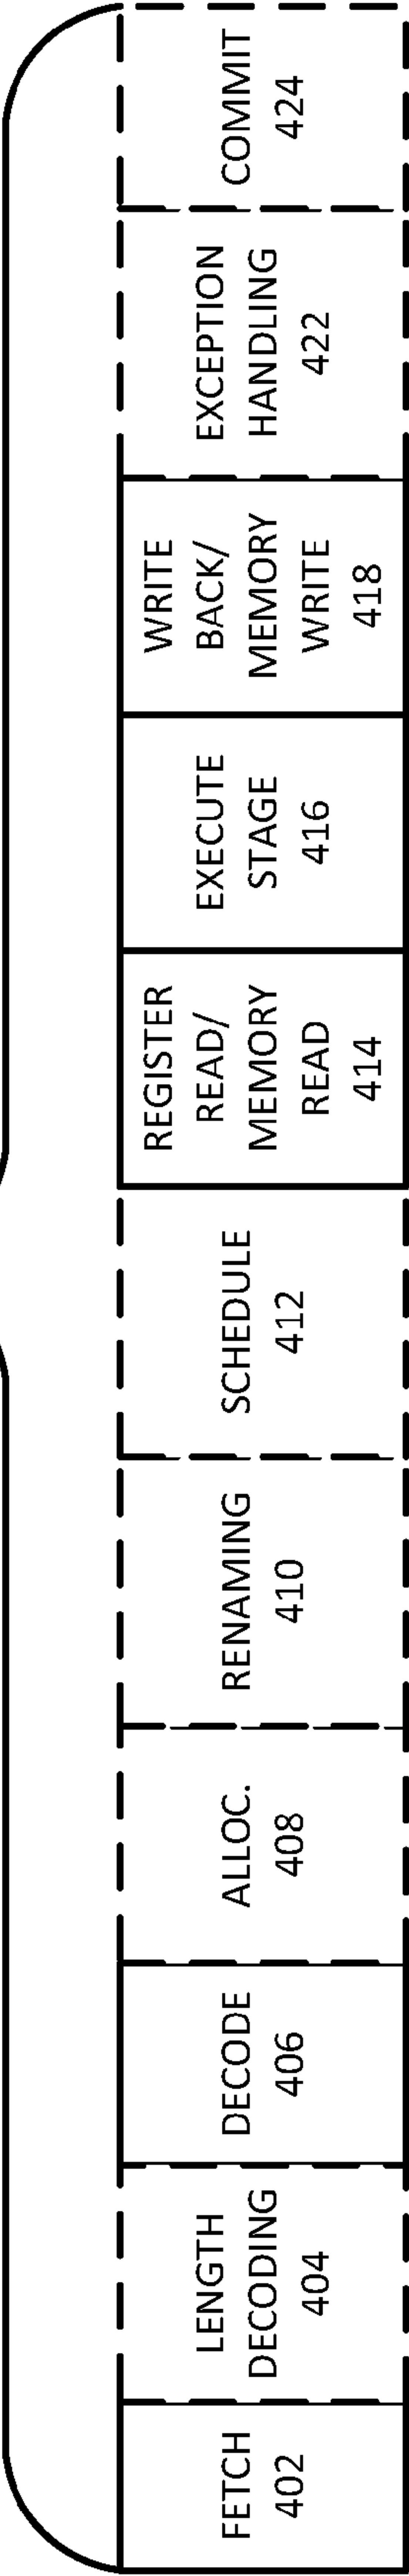 FETCH
402
LENGTH
DECODING
404
DECODE
406
ALLOC.
408
RENAMING
410
SCHEDULE
412
REGISTER
READ/
MEMORY
READ
414
EXECUTE
STAGE
416
WRITE
BACK/
MEMORY
WRITE
418
EXCEPTION
HANDLING
422
COMMIT
424